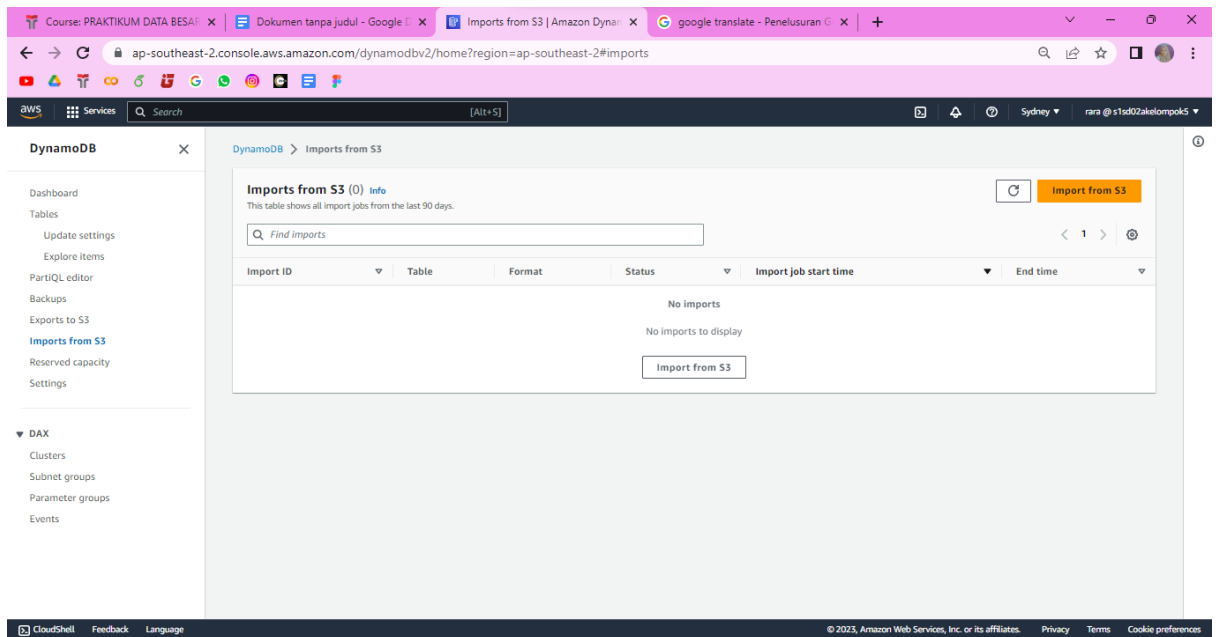 Course: PRAKTIKUM DATA BESAR
Dokumen tanpa judul - Google D
Imports from S3 | Amazon Dynam
google translate - Penelusuran G
ap-southeast-2.console.aws.amazon.com/dynamodbv2/home?region=ap-southeast-2#imports
aws
Services
Search
[Alt+S]
Sydney
rara @ s1sd02akelompok5
DynamoDB
DynamoDB > Imports from S3
Dashboard
Tables
Update settings
Explore items
PartiQL editor
Backups
Exports to S3
Imports from S3
Reserved capacity
Settings
DAX
Clusters
Subnet groups
Parameter groups
Events
Imports from S3 (0) Info
Import from S3
This table shows all import jobs from the last 90 days.
Find imports
1
Import ID Table Format Status Import job start time End time
No imports
No imports to display
Import from S3
CloudShell Feedback Language
© 2023, Amazon Web Services, Inc. or its affiliates. Privacy Terms Cookie preferences